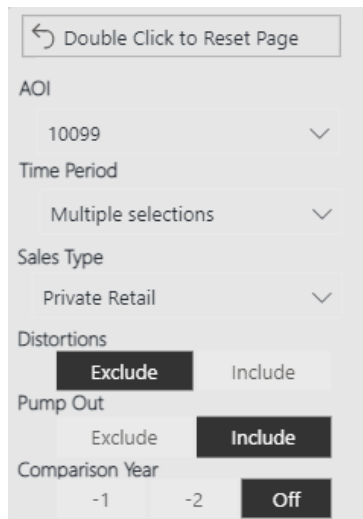 Double Click to Reset Page
AOI
10099
Time Period
Multiple selections
Sales Type
Private Retail
Distortions
Exclude Include
Pump Out
Exclude Include
Comparison Year
-1 -2 Off